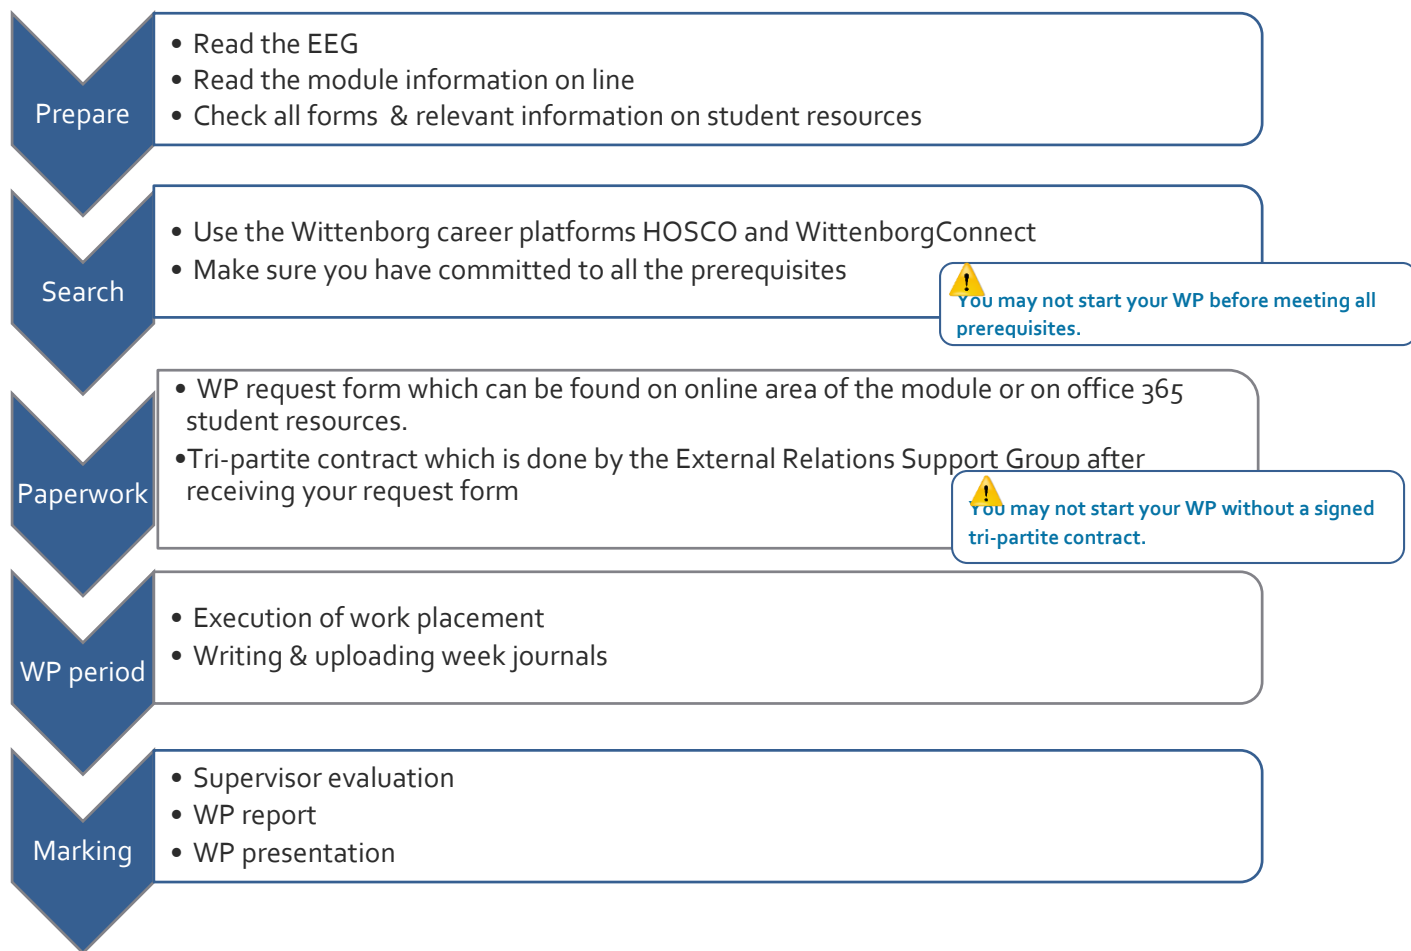 Prepare
• Read the EEG
• Read the module information on line
• Check all forms & relevant information on student resources
Search
• Use the Wittenborg career platforms HOSCO and WittenborgConnect
• Make sure you have committed to all the prerequisites
You may not start your WP before meeting all
prerequisites.
Paperwork
• WP request form which can be found on online area of the module or on office 365
student resources.
•Tri-partite contract which is done by the External Relations Support Group after
receiving your request form
You may not start your WP without a signed
tri-partite contract.
WP period
• Execution of work placement
• Writing & uploading week journals
Marking
• Supervisor evaluation
• WP report
• WP presentation